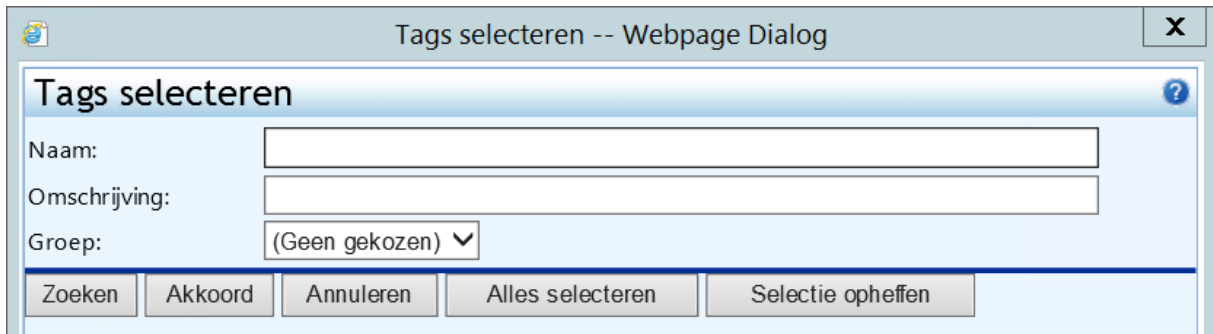 Tags selecteren -- Webpage Dialog X
Tags selecteren ?
Naam:
Omschrijving:
Groep: (Geen gekozen)
Zoeken Akkoord Annuleren Alles selecteren Selectie opheffen